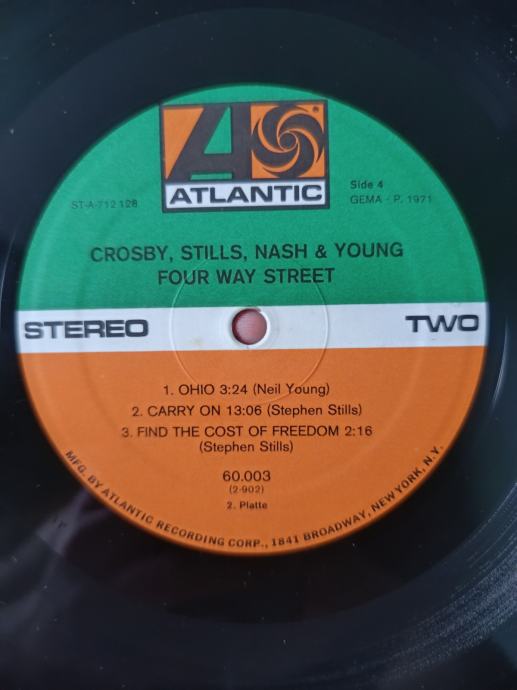 ATLANTIC
ST-A-712 128
Side 4
GEMA · P. 1971
CROSBY, STILLS, NASH & YOUNG
FOUR WAY STREET
STEREO
TWO
1. OHIO 3:24 (Neil Young)
2. CARRY ON 13:06 (Stephen Stills)
3. FIND THE COST OF FREEDOM 2:16
(Stephen Stills)
60.003
(2-902)
2. Platte
MFG. BY ATLANTIC RECORDING CORP., 1841 BROADWAY, NEW YORK, N.Y.